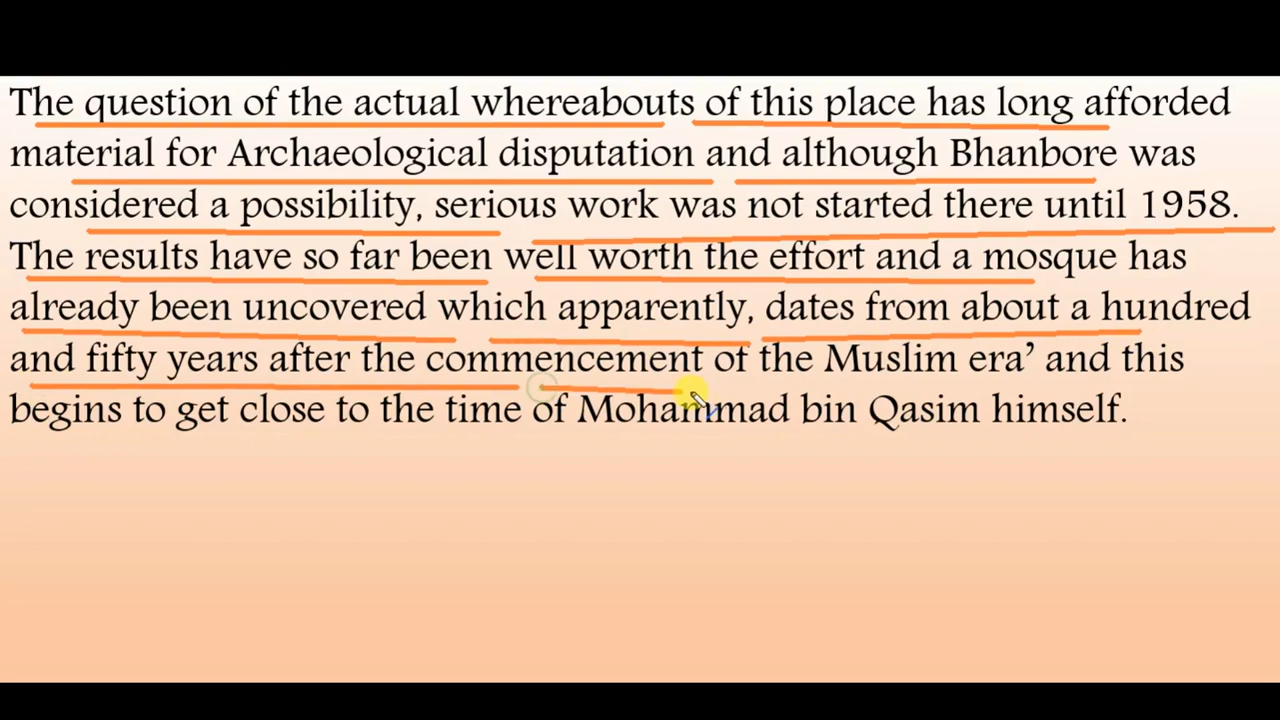 The question of the actual whereabouts of this place has long afforded
material for Archaeological disputation and although Bhanbore was
considered a possibility, serious work was not started there until 1958.
The results have so far been well worth the effort and a mosque has
already been uncovered which apparently, dates from about a hundred
and fifty years after the commencement of the Muslim era’ and this
begins to get close to the time of Mohammad bin Qasim himself.